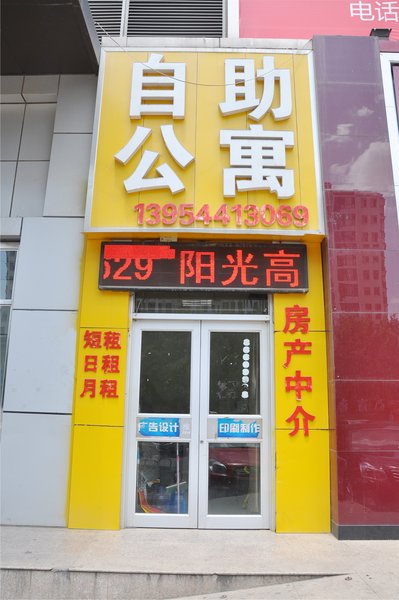 电话
自助
公寓
13954413069
629 阳光高
短租
日租
月租
房产中介
广告设计
印刷制作